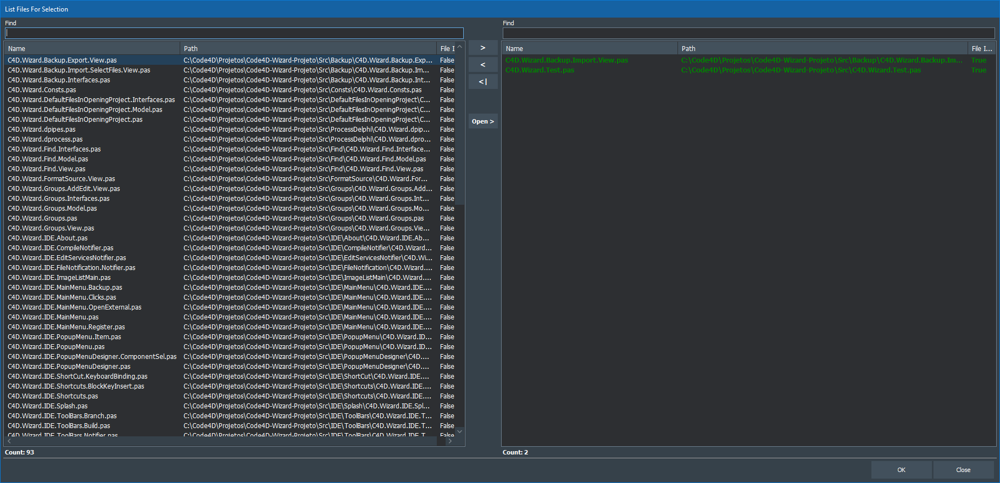 List Files For Selection
Find
Name Path File I
C4D.Wizard.Backup.Export.View.pas C:\Code4D\Projetos\Code4D-Wizard-Projeto\Src\Backup\C4D.Wizard.Backup.Exp... False
C4D.Wizard.Backup.Import.SelectFiles.View.pas C:\Code4D\Projetos\Code4D-Wizard-Projeto\Src\Backup\C4D.Wizard.Backup.Im... False
C4D.Wizard.Backup.Interfaces.pas C:\Code4D\Projetos\Code4D-Wizard-Projeto\Src\Backup\C4D.Wizard.Backup.Int... False
C4D.Wizard.Consts.pas C:\Code4D\Projetos\Code4D-Wizard-Projeto\Src\Consts\C4D.Wizard.Consts.pas False
C4D.Wizard.DefaultFilesInOpeningProject.Interfaces.pas C:\Code4D\Projetos\Code4D-Wizard-Projeto\Src\DefaultFilesInOpeningProject\C... False
C4D.Wizard.DefaultFilesInOpeningProject.Model.pas C:\Code4D\Projetos\Code4D-Wizard-Projeto\Src\DefaultFilesInOpeningProject\C... False
C4D.Wizard.DefaultFilesInOpeningProject.pas C:\Code4D\Projetos\Code4D-Wizard-Projeto\Src\DefaultFilesInOpeningProject\C... False
C4D.Wizard.dpipes.pas C:\Code4D\Projetos\Code4D-Wizard-Projeto\Src\ProcessDelphi\C4D.Wizard.dpip... False
C4D.Wizard.dprocess.pas C:\Code4D\Projetos\Code4D-Wizard-Projeto\Src\ProcessDelphi\C4D.Wizard.dpro... False
C4D.Wizard.Find.Interfaces.pas C:\Code4D\Projetos\Code4D-Wizard-Projeto\Src\Find\C4D.Wizard.Find.Interface... False
C4D.Wizard.Find.Model.pas C:\Code4D\Projetos\Code4D-Wizard-Projeto\Src\Find\C4D.Wizard.Find.Model.pas False
C4D.Wizard.Find.View.pas C:\Code4D\Projetos\Code4D-Wizard-Projeto\Src\Find\C4D.Wizard.Find.View.pas False
C4D.Wizard.FormatSource.View.pas C:\Code4D\Projetos\Code4D-Wizard-Projeto\Src\FormatSource\C4D.Wizard.For... False
C4D.Wizard.Groups.AddEdit.View.pas C:\Code4D\Projetos\Code4D-Wizard-Projeto\Src\Groups\C4D.Wizard.Groups.Add... False
C4D.Wizard.Groups.Interfaces.pas C:\Code4D\Projetos\Code4D-Wizard-Projeto\Src\Groups\C4D.Wizard.Groups.Int... False
C4D.Wizard.Groups.Model.pas C:\Code4D\Projetos\Code4D-Wizard-Projeto\Src\Groups\C4D.Wizard.Groups.Mo... False
C4D.Wizard.Groups.pas C:\Code4D\Projetos\Code4D-Wizard-Projeto\Src\Groups\C4D.Wizard.Groups.pas False
C4D.Wizard.Groups.View.pas C:\Code4D\Projetos\Code4D-Wizard-Projeto\Src\Groups\C4D.Wizard.Groups.Vie... False
C4D.Wizard.IDE.About.pas C:\Code4D\Projetos\Code4D-Wizard-Projeto\Src\IDE\About\C4D.Wizard.IDE.Ab... False
C4D.Wizard.IDE.CompileNotifier.pas C:\Code4D\Projetos\Code4D-Wizard-Projeto\Src\IDE\CompileNotifier\C4D.Wizard... False
C4D.Wizard.IDE.EditServicesNotifier.pas C:\Code4D\Projetos\Code4D-Wizard-Projeto\Src\IDE\EditServicesNotifier\C4D.Wi... False
C4D.Wizard.IDE.FileNotification.Notifier.pas C:\Code4D\Projetos\Code4D-Wizard-Projeto\Src\IDE\FileNotification\C4D.Wizard.... False
C4D.Wizard.IDE.ImageListMain.pas C:\Code4D\Projetos\Code4D-Wizard-Projeto\Src\IDE\ImageListMain\C4D.Wizard.... False
C4D.Wizard.IDE.MainMenu.Backup.pas C:\Code4D\Projetos\Code4D-Wizard-Projeto\Src\IDE\MainMenu\C4D.Wizard.IDE.... False
C4D.Wizard.IDE.MainMenu.Clicks.pas C:\Code4D\Projetos\Code4D-Wizard-Projeto\Src\IDE\MainMenu\C4D.Wizard.IDE.... False
C4D.Wizard.IDE.MainMenu.OpenExternal.pas C:\Code4D\Projetos\Code4D-Wizard-Projeto\Src\IDE\MainMenu\C4D.Wizard.IDE.... False
C4D.Wizard.IDE.MainMenu.pas C:\Code4D\Projetos\Code4D-Wizard-Projeto\Src\IDE\MainMenu\C4D.Wizard.IDE.... False
C4D.Wizard.IDE.MainMenu.Register.pas C:\Code4D\Projetos\Code4D-Wizard-Projeto\Src\IDE\MainMenu\C4D.Wizard.IDE.... False
C4D.Wizard.IDE.PopupMenu.Item.pas C:\Code4D\Projetos\Code4D-Wizard-Projeto\Src\IDE\PopupMenu\C4D.Wizard.ID... False
C4D.Wizard.IDE.PopupMenu.pas C:\Code4D\Projetos\Code4D-Wizard-Projeto\Src\IDE\PopupMenu\C4D.Wizard.ID... False
C4D.Wizard.IDE.PopupMenuDesigner.ComponentSel.pas C:\Code4D\Projetos\Code4D-Wizard-Projeto\Src\IDE\PopupMenuDesigner\C4D.... False
C4D.Wizard.IDE.PopupMenuDesigner.pas C:\Code4D\Projetos\Code4D-Wizard-Projeto\Src\IDE\PopupMenuDesigner\C4D.... False
C4D.Wizard.IDE.ShortCut.KeyboardBinding.pas C:\Code4D\Projetos\Code4D-Wizard-Projeto\Src\IDE\ShortCut\C4D.Wizard.IDE.... False
C4D.Wizard.IDE.Shortcuts.BlockKeyInsert.pas C:\Code4D\Projetos\Code4D-Wizard-Projeto\Src\IDE\Shortcuts\C4D.Wizard.IDE.... False
C4D.Wizard.IDE.Shortcuts.pas C:\Code4D\Projetos\Code4D-Wizard-Projeto\Src\IDE\Shortcuts\C4D.Wizard.IDE.... False
C4D.Wizard.IDE.Splash.pas C:\Code4D\Projetos\Code4D-Wizard-Projeto\Src\IDE\Splash\C4D.Wizard.IDE.Spl... False
C4D.Wizard.IDE.ToolBars.Branch.pas C:\Code4D\Projetos\Code4D-Wizard-Projeto\Src\IDE\ToolBars\C4D.Wizard.IDE.T... False
C4D.Wizard.IDE.ToolBars.Build.pas C:\Code4D\Projetos\Code4D-Wizard-Projeto\Src\IDE\ToolBars\C4D.Wizard.IDE.T... False
C4D.Wizard.IDE.ToolBars.Notifier.pas C:\Code4D\Projetos\Code4D-Wizard-Projeto\Src\IDE\ToolBars\C4D.Wizard.IDE.T... False
Count: 93
>
<
<|
Open >
Find
Name Path File I...
C4D.Wizard.Backup.Import.View.pas C:\Code4D\Projetos\Code4D-Wizard-Projeto\Src\Backup\C4D.Wizard.Backup.Im... True
C4D.Wizard.Test.pas C:\Code4D\Projetos\Code4D-Wizard-Projeto\Src\C4D.Wizard.Test.pas True
Count: 2
OK Close